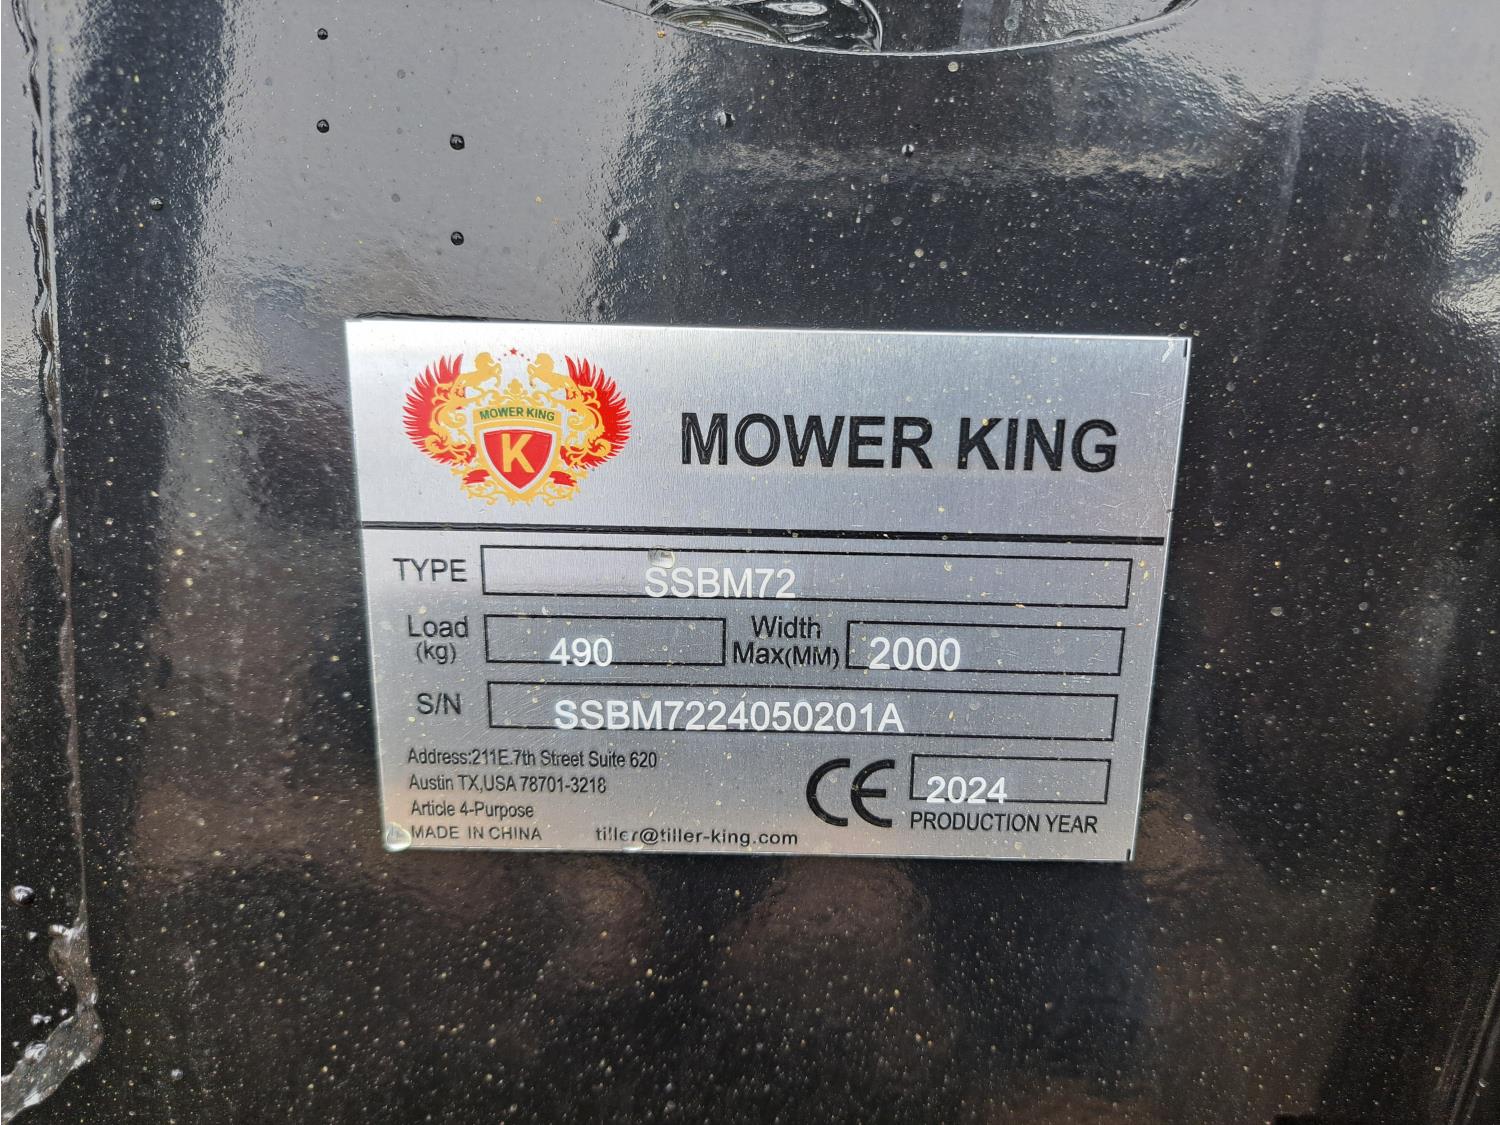 MOWER KING
K
MOWER KING
TYPE SSBM72
Load (kg) 490 Width Max(MM) 2000
S/N SSBM7224050201A
Address:211E.7th Street Suite 620
Austin TX,USA 78701-3218
Article 4-Purpose
MADE IN CHINA
tiller@tiller-king.com
CE
2024
PRODUCTION YEAR